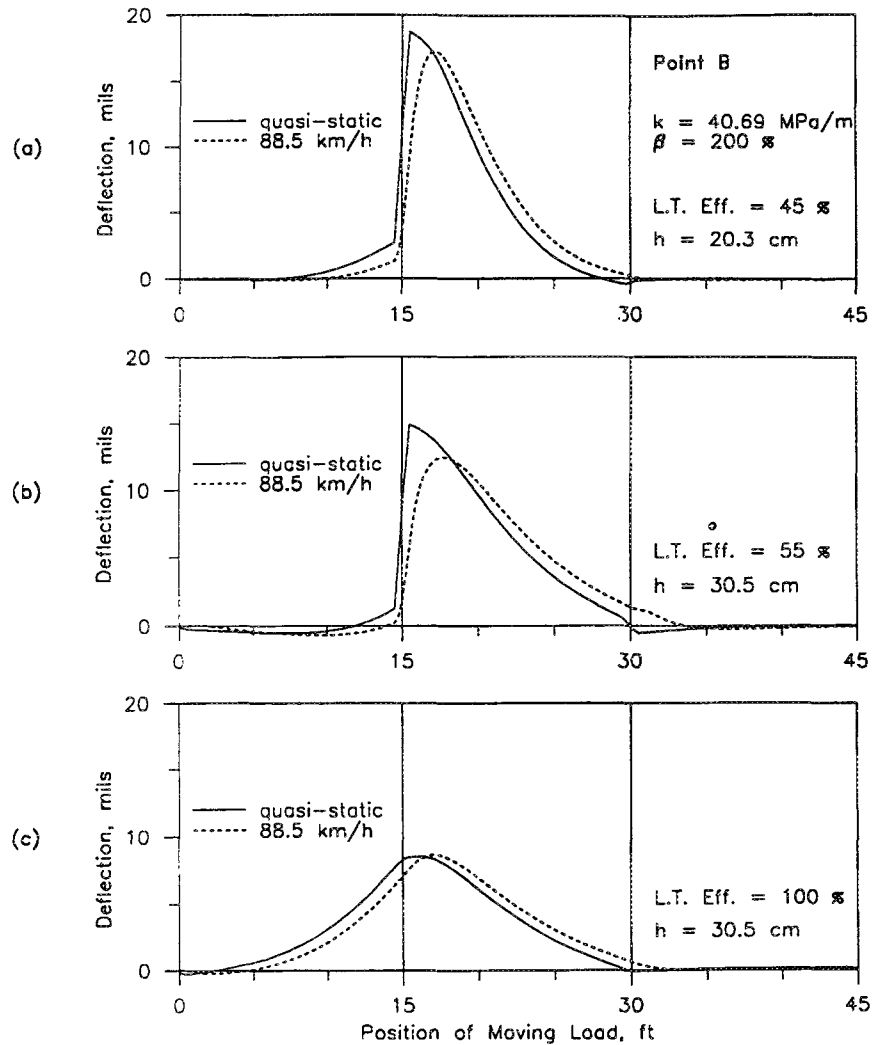 (a)
Deflection, mils
20
10
0
quasi-static
88.5 km/h
Point B
k = 40.69 MPa/m
β = 200 %
L.T. Eff. = 45 %
h = 20.3 cm
0
15
30
45
(b)
Deflection, mils
20
10
0
quasi-static
88.5 km/h
L.T. Eff. = 55 %
h = 30.5 cm
0
15
30
45
(c)
Deflection, mils
20
10
0
quasi-static
88.5 km/h
L.T. Eff. = 100 %
h = 30.5 cm
0
15
30
45
Position of Moving Load, ft